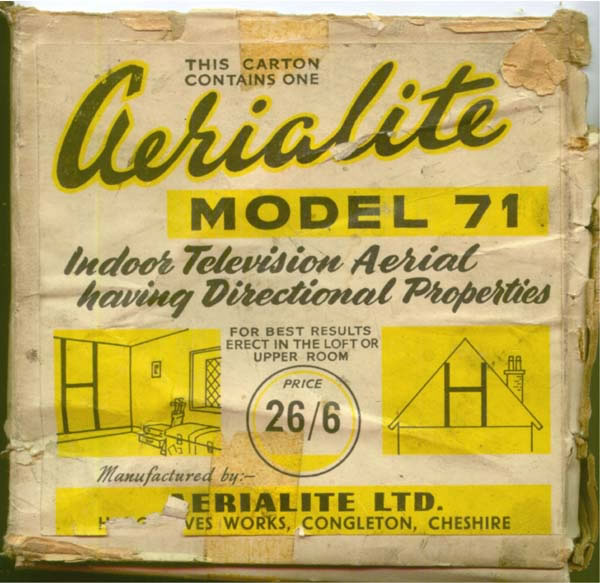 THIS CARTON
CONTAINS ONE
Aerialite
MODEL 71
Indoor Television Aerial
having Directional Properties
FOR BEST RESULTS
ERECT IN THE LOFT OR
UPPER ROOM
PRICE
26/6
Manufactured by:-
AERIALITE LTD.
WORKS, CONGLETON, CHESHIRE